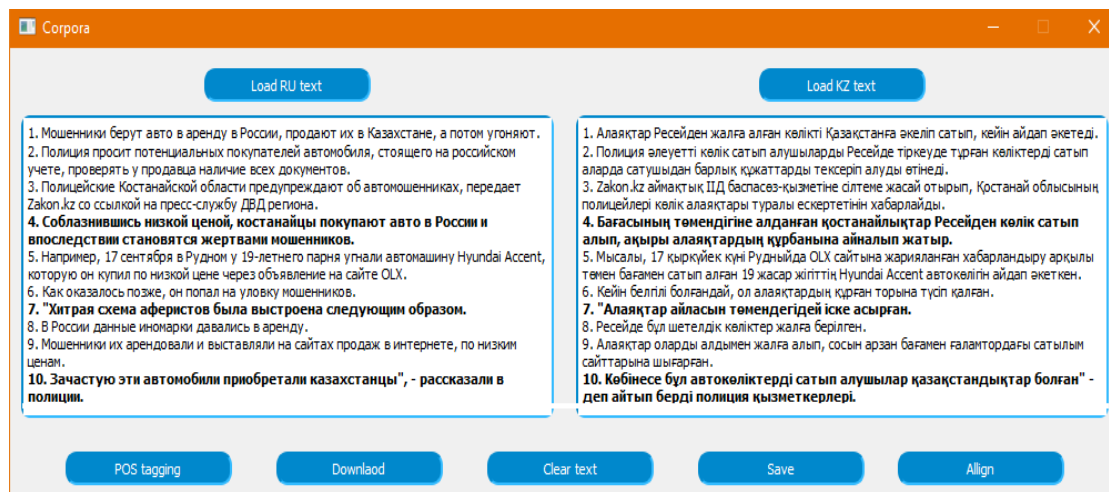 Corpora
Load RU text
Load KZ text
1. Мошенники берут авто в аренду в России, продают их в Казахстане, а потом угоняют.
2. Полиция просит потенциальных покупателей автомобиля, стоящего на российском
учете, проверять у продавца наличие всех документов.
3. Полицейские Костанайской области предупреждают об автомошенниках, передает
Zakon.kz со ссылкой на пресс-службу ДВД региона.
4. Соблазнившись низкой ценой, костанайцы покупают авто в России и
впоследствии становятся жертвами мошенников.
5. Например, 17 сентября в Рудном у 19-летнего парня угнали автомашину Hyundai Accent,
которую он купил по низкой цене через объявление на сайте OLX.
6. Как оказалось позже, он попал на уловку мошенников.
7. "Хитрая схема аферистов была выстроена следующим образом.
8. В России данные иномарки давались в аренду.
9. Мошенники их арендовали и выставляли на сайтах продаж в интернете, по низким
ценам.
10. Зачастую эти автомобили приобретали казахстанцы", - рассказали в
полиции.
1. Алаяқтар Ресейден жалға алған көлікті Қазақстанға әкеліп сатып, кейін айдап әкетеді.
2. Полиция әлеуетті көлік сатып алушыларды Ресейде тіркеуде тұрған көліктерді сатып
аларда сатушыдан барлық құжаттарды тексеріп алуды өтінеді.
3. Zakon.kz аймақтық ІІД баспасөз-қызметіне сілтеме жасай отырып, Қостанай облысының
полицейлері көлік алаяқтары туралы ескертетінін хабарлайды.
4. Бағасының төмендігіне алданған қостанайлықтар Ресейден көлік сатып
алып, ақыры алаяқтардың құрбанына айналып жатыр.
5. Мысалы, 17 қыркүйек күні Рудныйда OLX сайтына жарияланған хабарландыру арқылы
төмен бағамен сатып алған 19 жасар жігіттің Hyundai Accent автокөлігін айдап әкеткен.
6. Кейін белгілі болғандай, ол алаяқтардың құрған торына түсіп қалған.
7. "Алаяқтар айласын төмендегідей іске асырған.
8. Ресейде бұл шетелдік көліктер жалға берілген.
9. Алаяқтар оларды алдымен жалға алып, сосын арзан бағамен ғаламтордағы сатылым
сайттарына шығарған.
10. Көбінесе бұл автокөліктерді сатып алушылар қазақстандықтар болған" -
деп айтып берді полиция қызметкерлері.
POS tagging
Downlaod
Clear text
Save
Allign